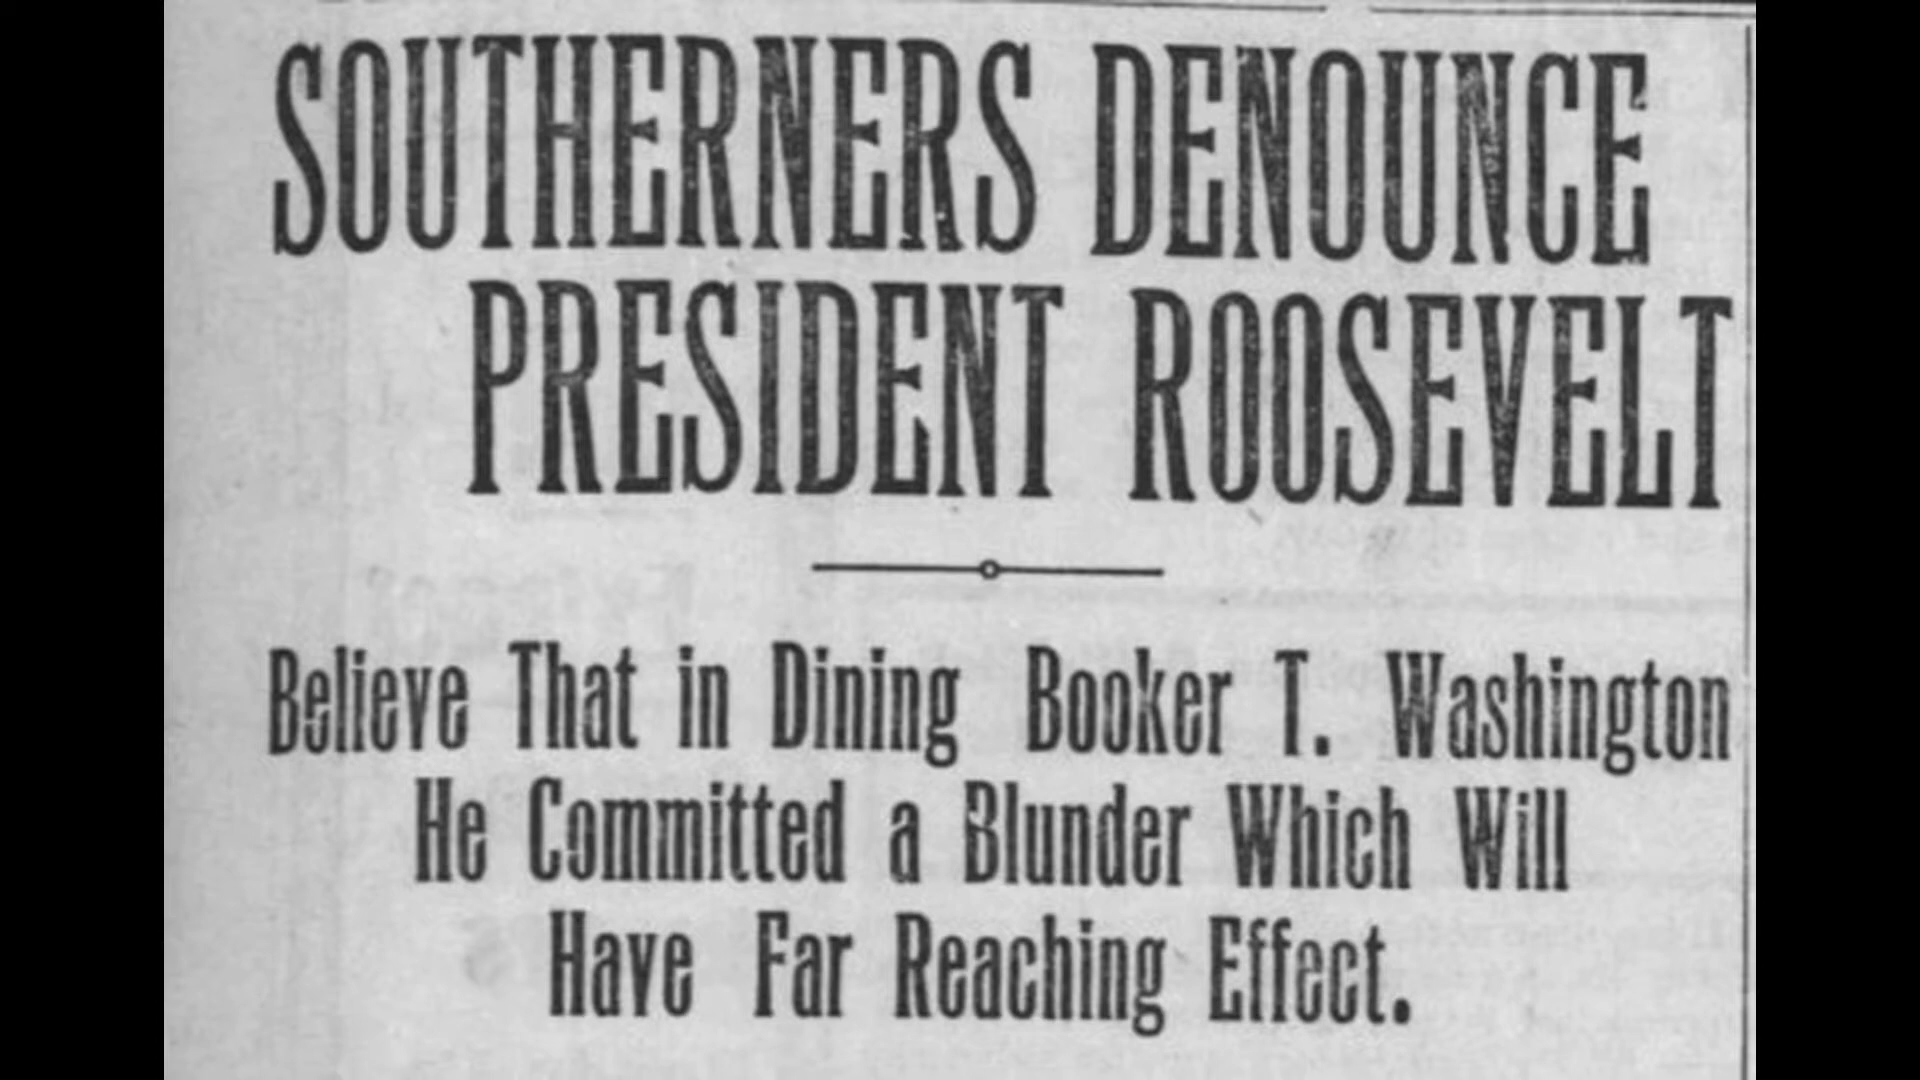 SOUTHERNERS DENOUNCE
PRESIDENT ROOSEVELT
Believe That in Dining Booker T. Washington
He Committed a Blunder Which Will
Have Far Reaching Effect.